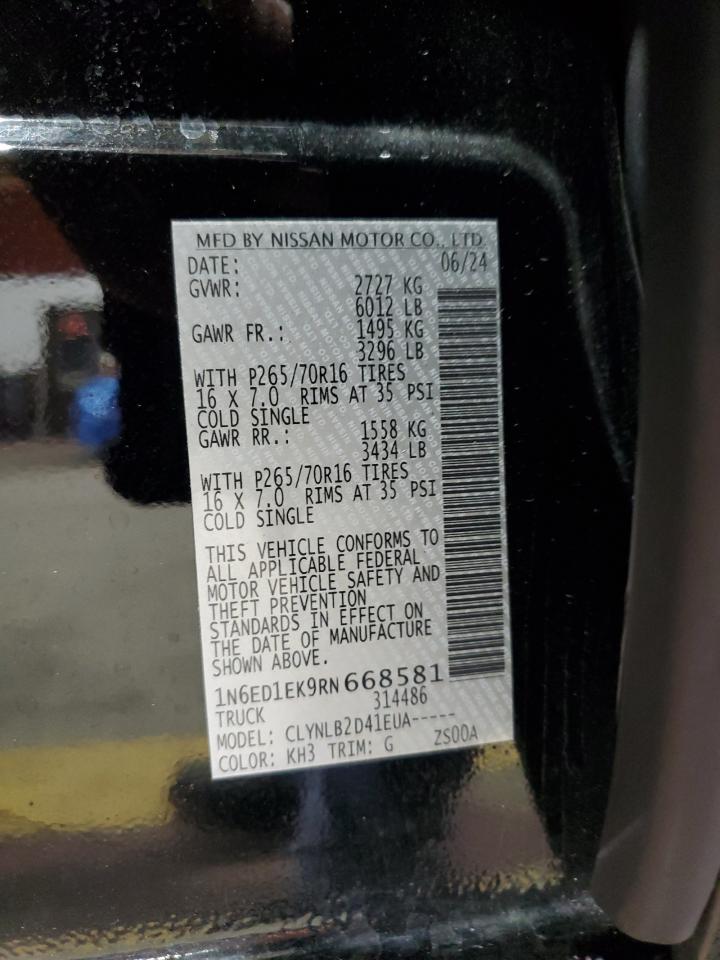 MFD BY NISSAN MOTOR CO., LTD.
DATE: 06/24
GVWR: 2727 KG
6012 LB
GAWR FR.: 1495 KG
3296 LB
WITH P265/70R16 TIRES
16 X 7.0 RIMS AT 35 PSI
COLD SINGLE
GAWR RR.: 1558 KG
3434 LB
WITH P265/70R16 TIRES
16 X 7.0 RIMS AT 35 PSI
COLD SINGLE
THIS VEHICLE CONFORMS TO
ALL APPLICABLE FEDERAL
MOTOR VEHICLE SAFETY AND
THEFT PREVENTION
STANDARDS IN EFFECT ON
THE DATE OF MANUFACTURE
SHOWN ABOVE.
1N6ED1EK9RN668581
TRUCK 314486
MODEL: CLYNLB2D41EUA-----
COLOR: KH3 TRIM: G ZS00A